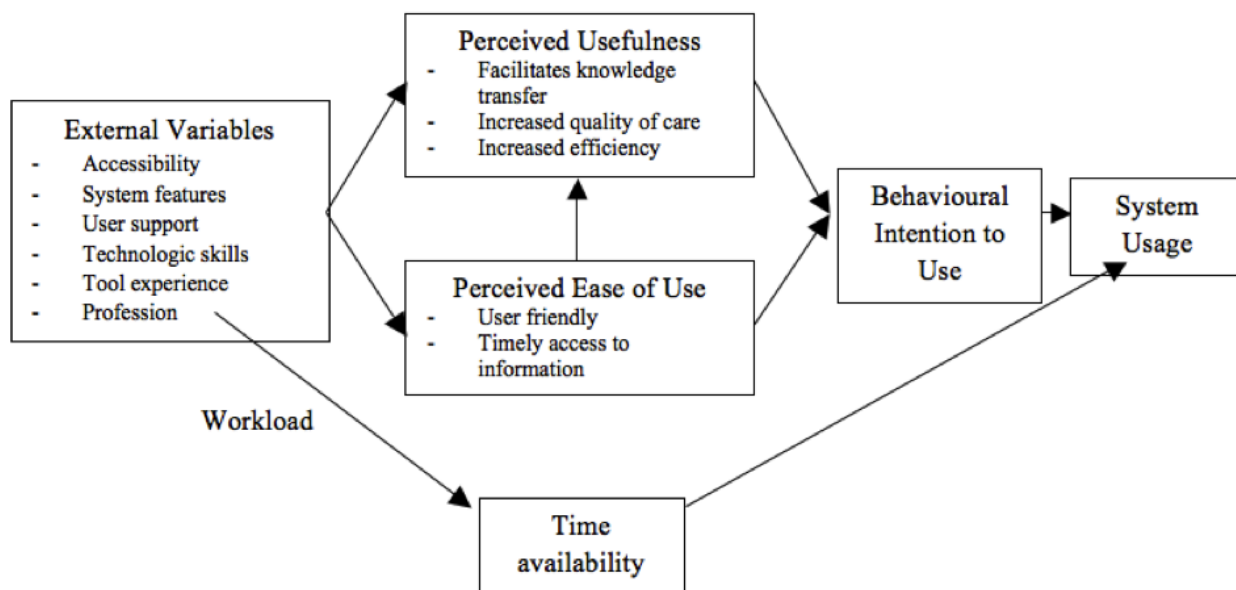 External Variables
- Accessibility
- System features
- User support
- Technologic skills
- Tool experience
- Profession
Perceived Usefulness
- Facilitates knowledge
transfer
- Increased quality of care
- Increased efficiency
Perceived Ease of Use
- User friendly
- Timely access to
information
Behavioural
Intention to
Use
System
Usage
Workload
Time
availability